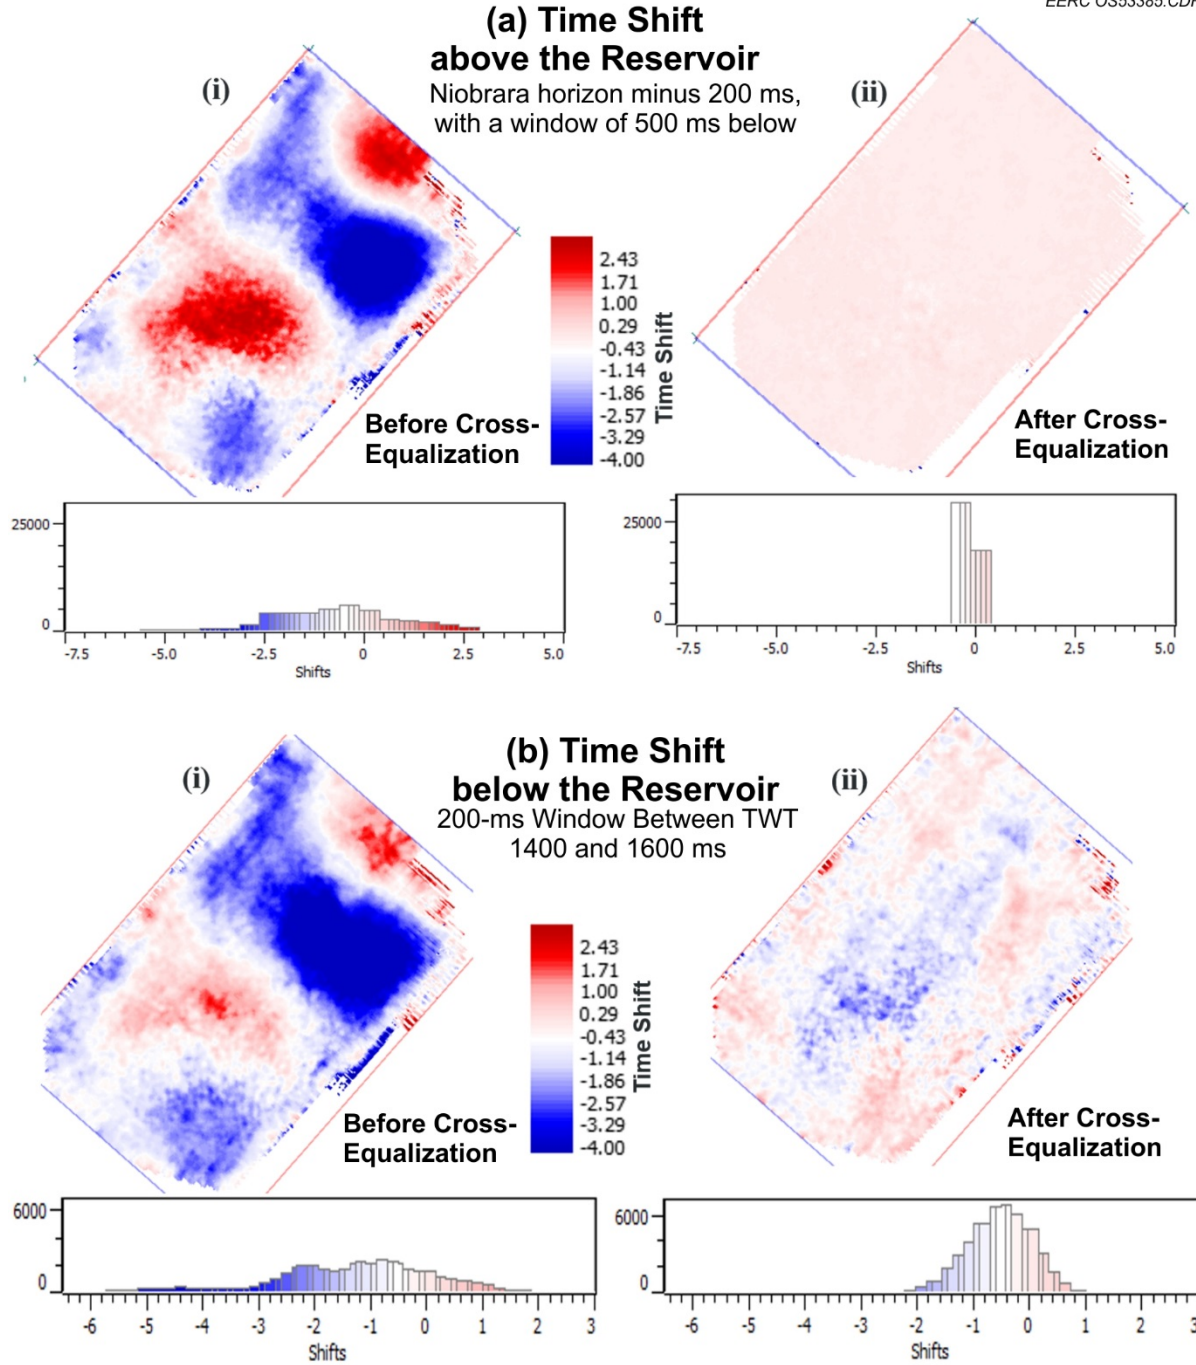 EERC OS53385.CDR
(a) Time Shift
above the Reservoir
Niobrara horizon minus 200 ms,
with a window of 500 ms below
(i)
(ii)
2.43
1.71
1.00
0.29
-0.43
-1.14
-1.86
-2.57
-3.29
-4.00
Time Shift
Before Cross-
Equalization
After Cross-
Equalization
25000
0
-7.5 -5.0 -2.5 0 2.5 5.0
Shifts
25000
0
-7.5 -5.0 -2.5 0 2.5 5.0
Shifts
(b) Time Shift
below the Reservoir
200-ms Window Between TWT
1400 and 1600 ms
(i)
(ii)
2.43
1.71
1.00
0.29
-0.43
-1.14
-1.86
-2.57
-3.29
-4.00
Time Shift
Before Cross-
Equalization
After Cross-
Equalization
6000
0
-6 -5 -4 -3 -2 -1 0 1 2 3
Shifts
6000
0
-6 -5 -4 -3 -2 -1 0 1 2 3
Shifts